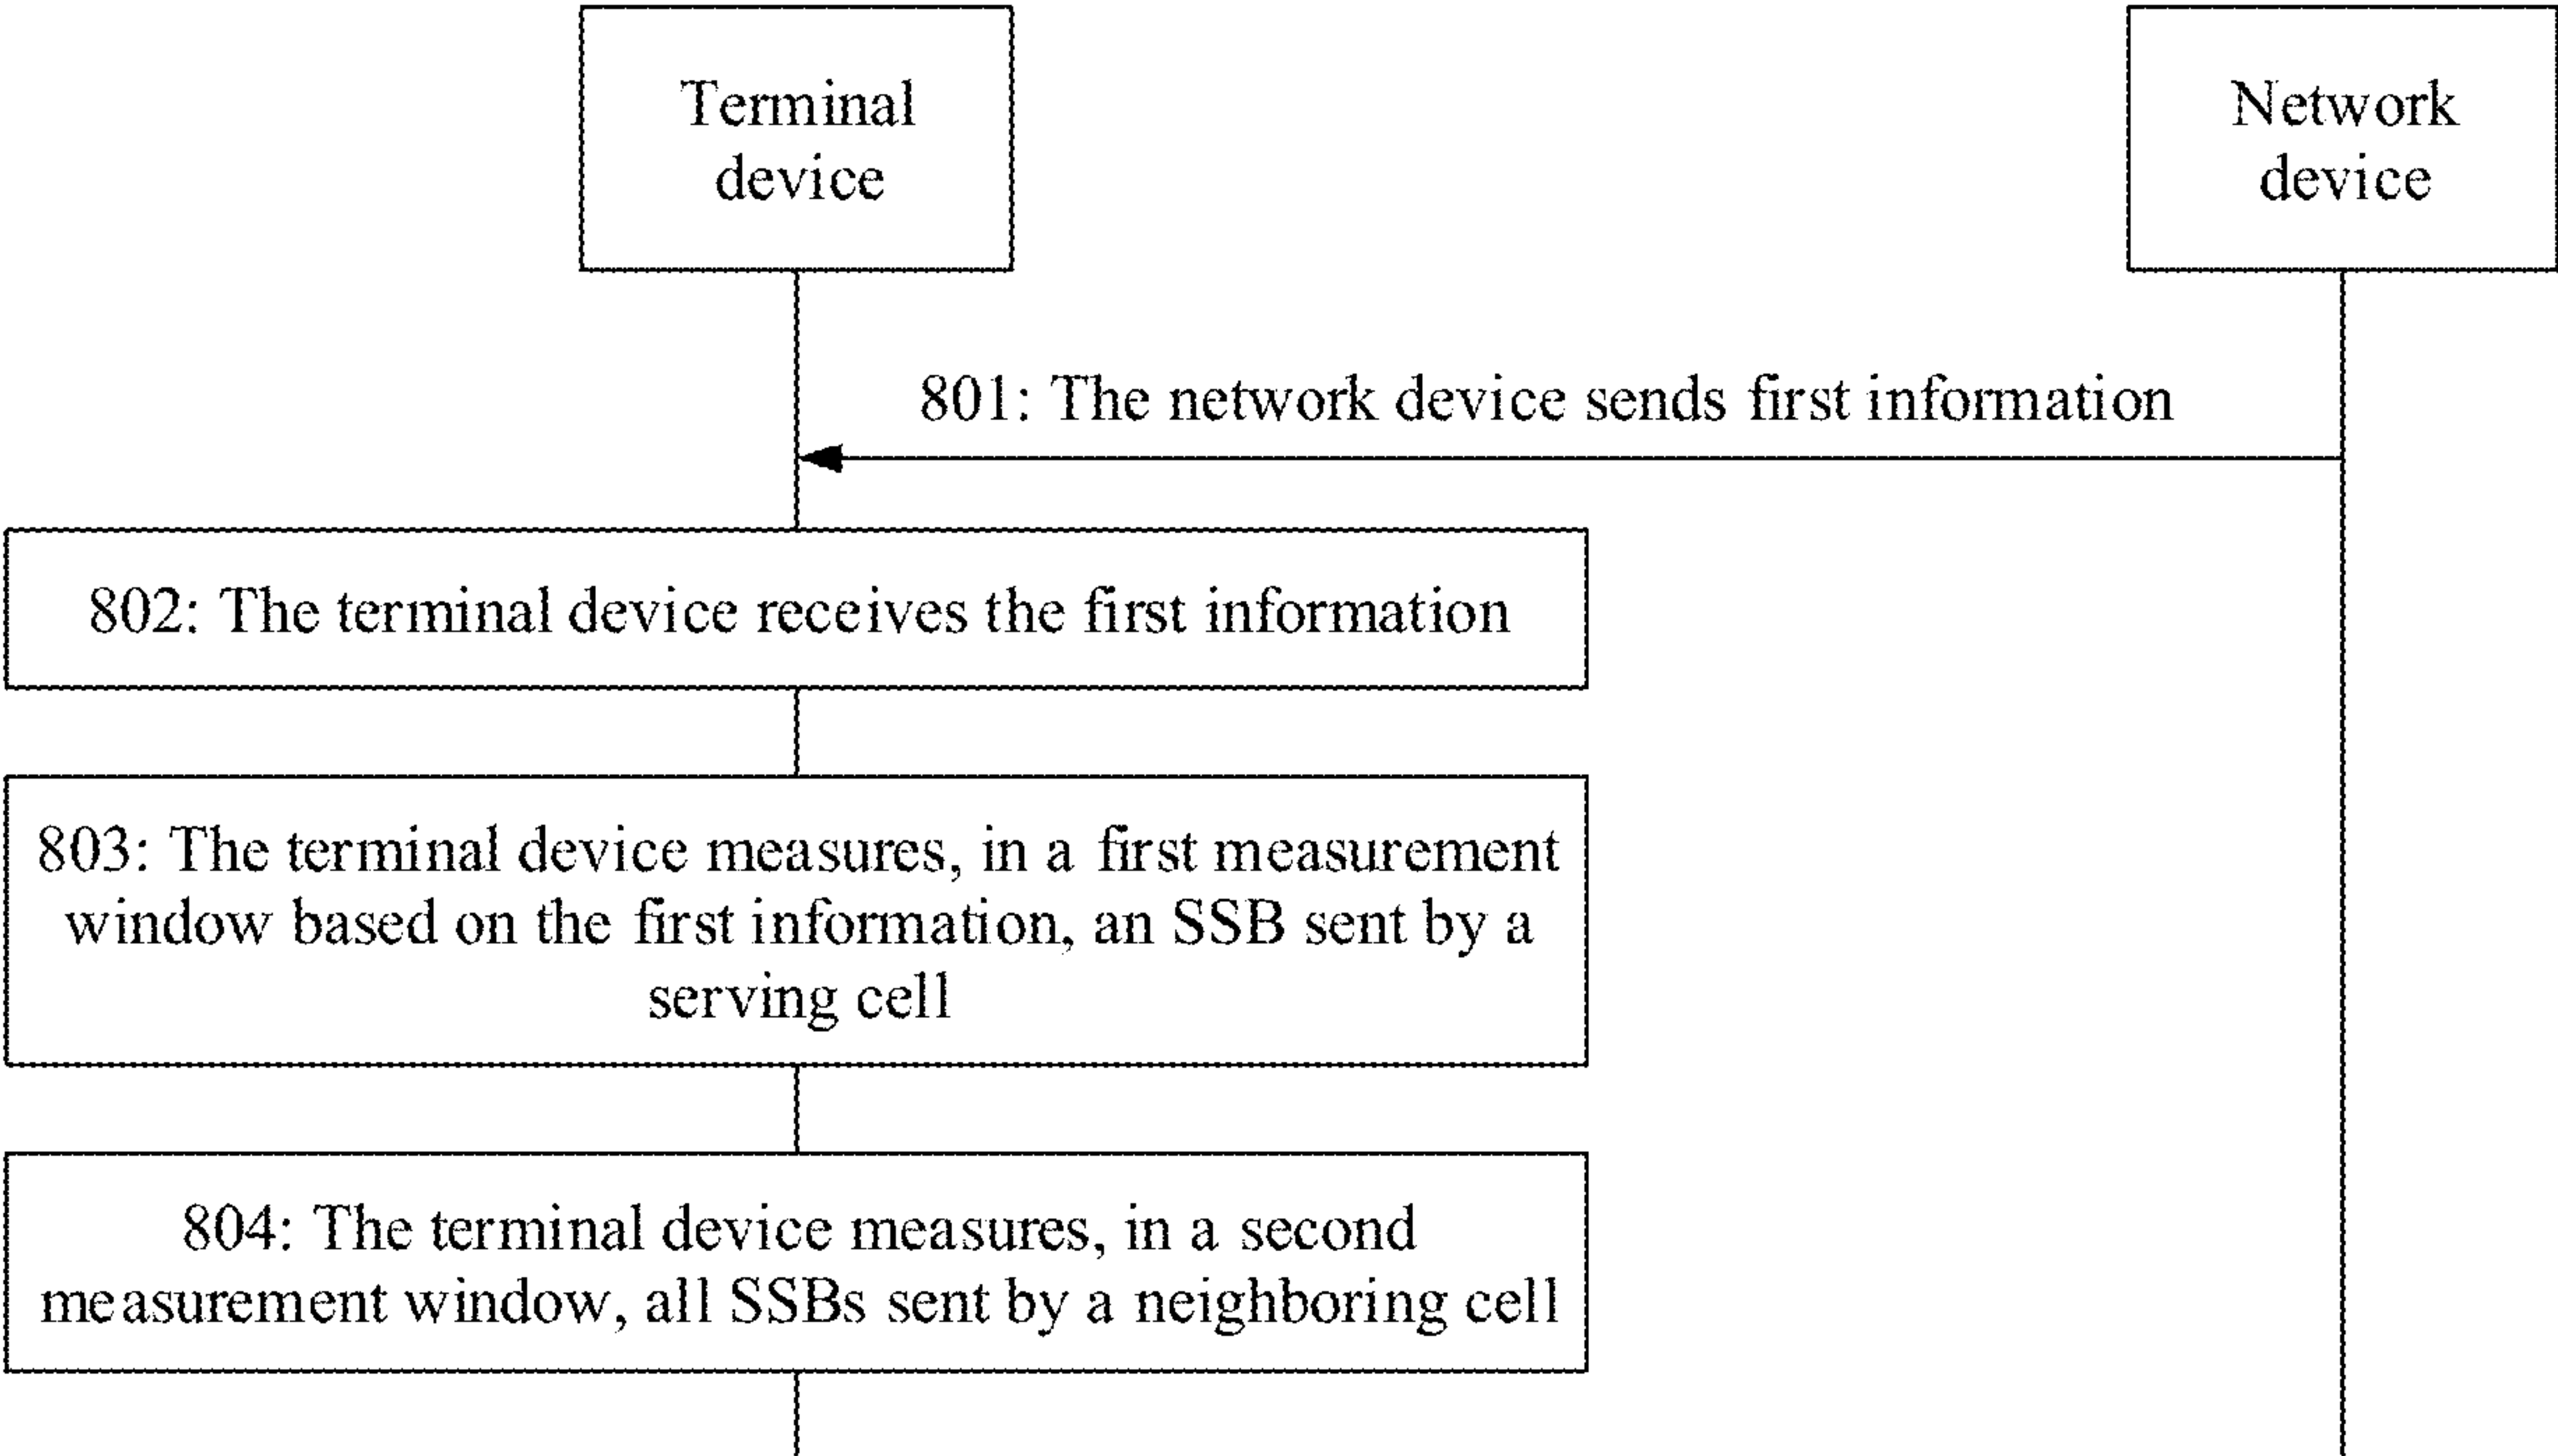 Terminal
device
Network
device
801: The network device sends first information
802: The terminal device receives the first information
803: The terminal device measures, in a first measurement
window based on the first information, an SSB sent by a
serving cell
804: The terminal device measures, in a second
measurement window, all SSBs sent by a neighboring cell